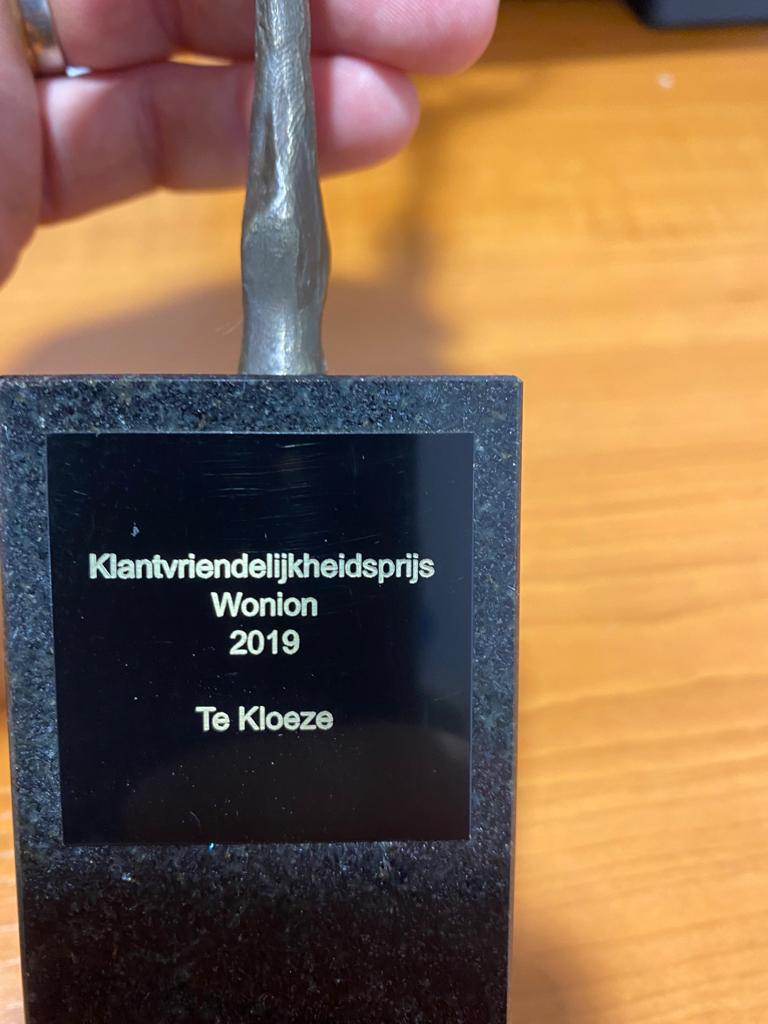 Klantvriendelijkheidsprijs
Wonion
2019
Te Kloeze